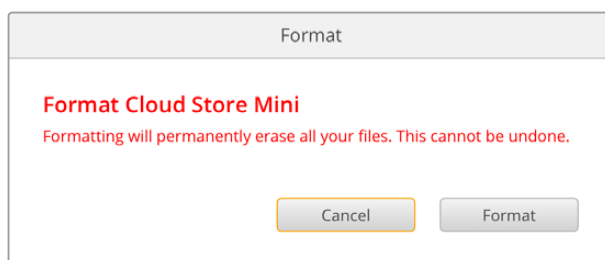 Format
Format Cloud Store Mini
Formatting will permanently erase all your files. This cannot be undone.
Cancel Format